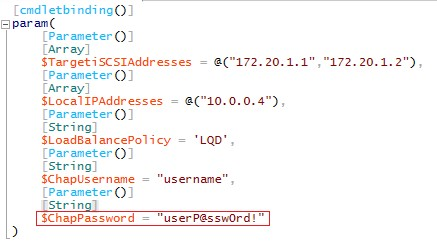 [cmdletbinding()]
param(
[Parameter()]
[Array]
$TargetiSCSIAddresses = @("172.20.1.1","172.20.1.2"),
[Parameter()]
[Array]
$LocalIPAddresses = @("10.0.0.4"),
[Parameter()]
[String]
$LoadBalancePolicy = 'LQD',
[Parameter()]
[String]
$ChapUsername = "username",
[Parameter()]
[String]
$ChapPassword = "userP@ssw0rd!"
)